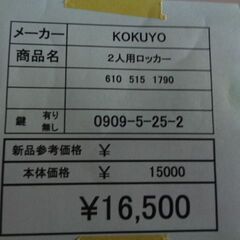 メーカー KOKUYO
商品名 2人用ロッカー
610 515 1790
鍵 有り 無し 0909-5-25-2
新品参考価格 ¥
本体価格 ¥ 15000
¥16,500